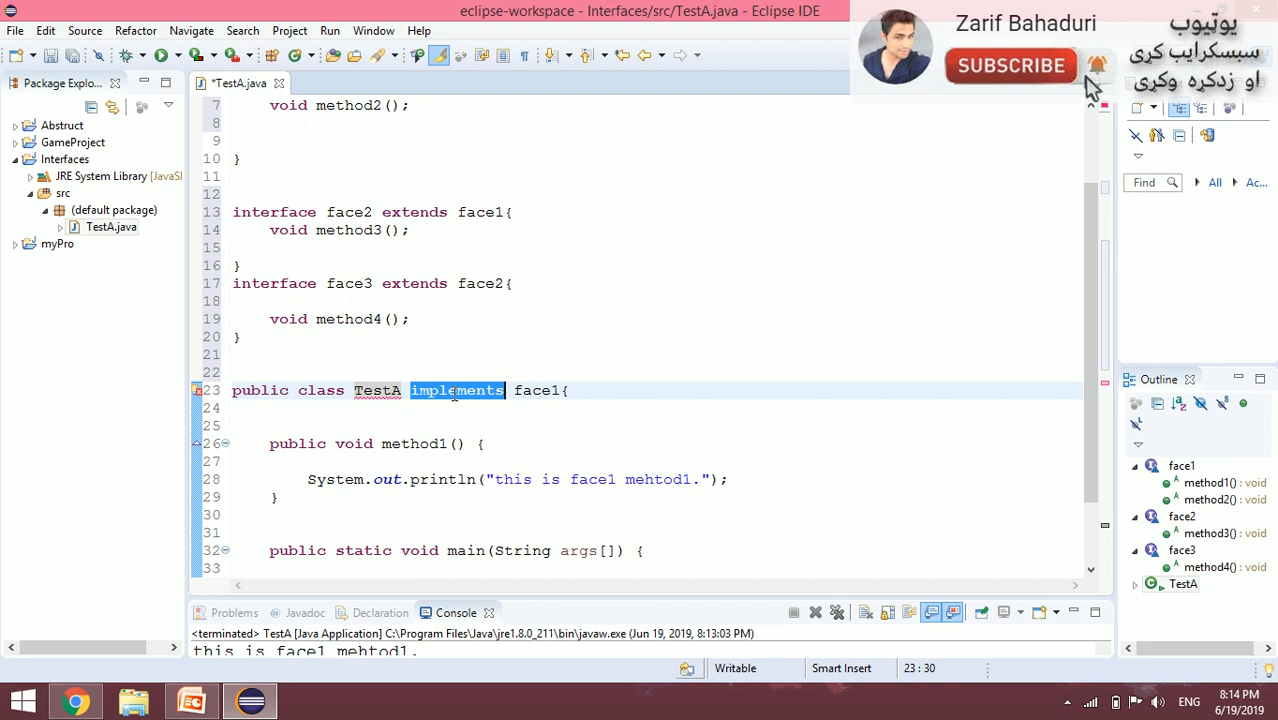 eclipse-workspace - Interfaces/src/TestA.java - Eclipse IDE
File Edit Source Refactor Navigate Search Project Run Window Help
Zarif Bahaduri
SUBSCRIBE
یوټیوب
سبسکرایب کړی
او زدکړه وکړی
Package Explo...
*TestA.java
Abstruct
GameProject
Interfaces
JRE System Library [JavaSE
src
(default package)
TestA.java
myPro
7 void method2();
8
9
10 }
11
12
13 interface face2 extends face1{
14 void method3();
15
16 }
17 interface face3 extends face2{
18
19 void method4();
20 }
21
22
23 public class TestA implements face1{
24
25
26 public void method1() {
27
28 System.out.println("this is face1 mehtod1.");
29 }
30
31
32 public static void main(String args[]) {
33
Find All Ac...
Outline
face1
method1() : void
method2() : void
face2
method3() : void
face3
method4() : void
TestA
Problems Javadoc Declaration Console
<terminated> TestA [Java Application] C:\Program Files\Java\jre1.8.0_211\bin\javaw.exe (Jun 19, 2019, 8:13:03 PM)
this is face1 mehtod1.
Writable Smart Insert 23 : 30
ENG
8:14 PM
6/19/2019